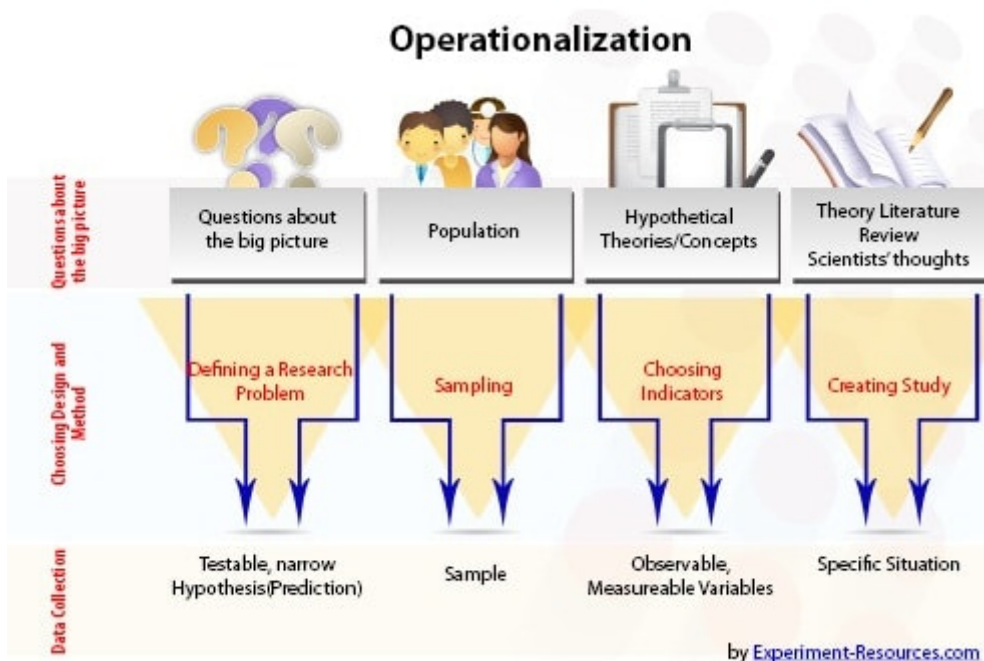 Operationalization
Questions about
the big picture
Questions about
the big picture
Population
Hypothetical
Theories/Concepts
Theory Literature
Review
Scientists' thoughts
Choosing Design and
Method
Defining a Research
Problem
Sampling
Choosing
Indicators
Creating Study
Data Collection
Testable, narrow
Hypothesis(Prediction)
Sample
Observable,
Measureable Variables
Specific Situation
by Experiment-Resources.com